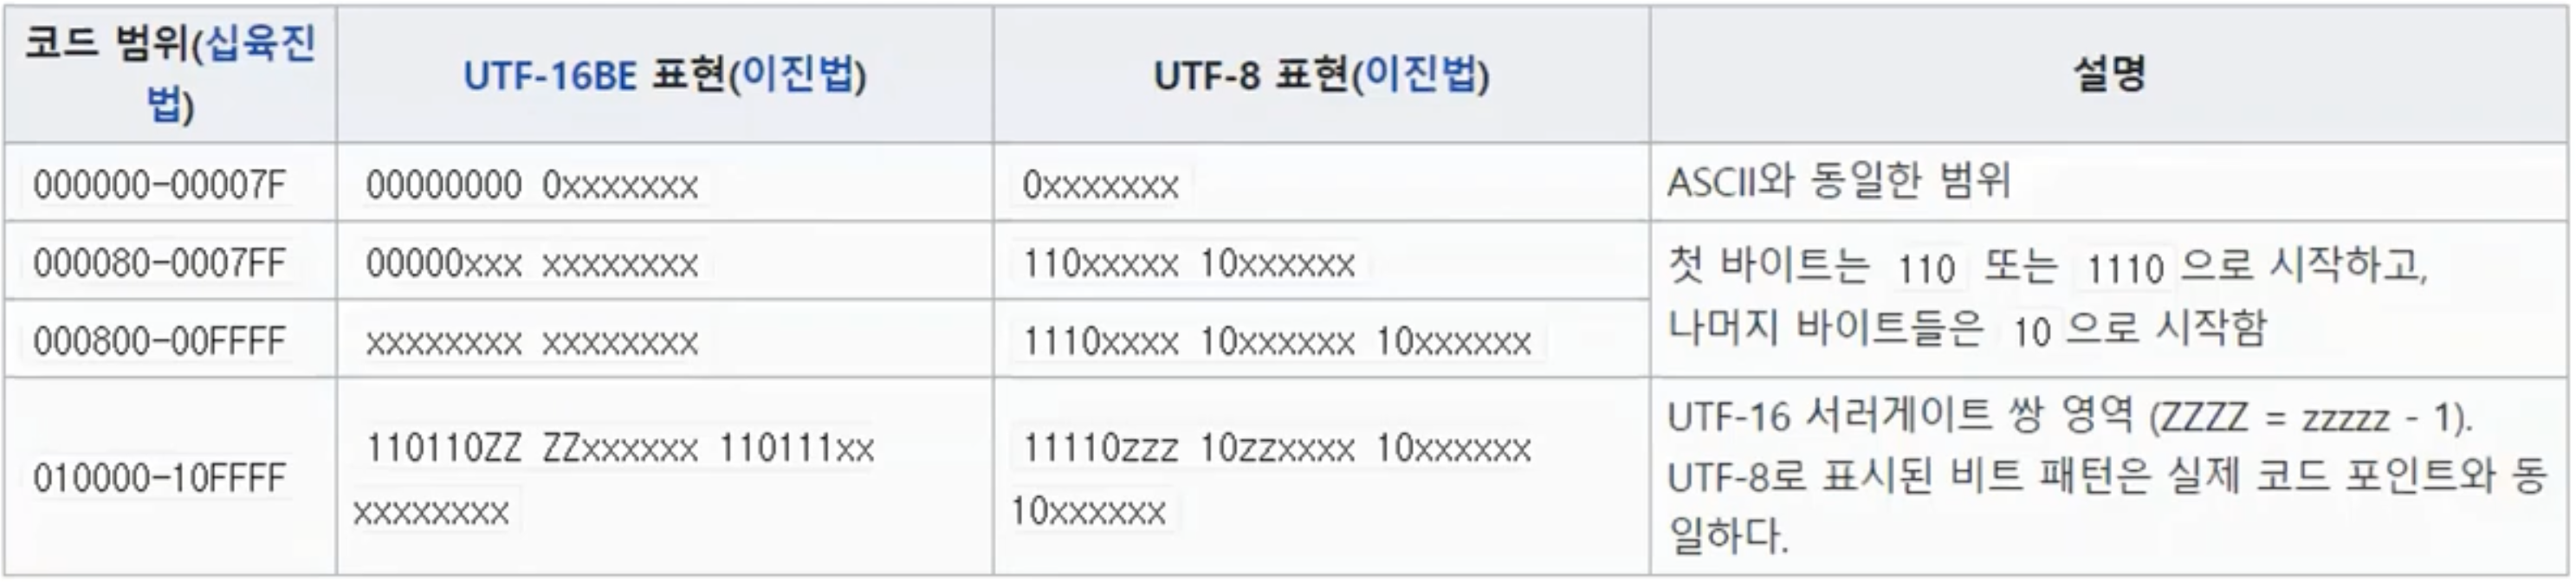 코드 범위(십육진
법)
UTF-16BE 표현(이진법)
UTF-8 표현(이진법)
설명
000000-00007F
00000000 0xxxxxxx
0xxxxxxx
ASCII와 동일한 범위
000080-0007FF
00000xxx xxxxxxxx
110xxxxx 10xxxxxx
첫 바이트는 110 또는 1110 으로 시작하고,
나머지 바이트들은 10 으로 시작함
000800-00FFFF
xxxxxxxx xxxxxxxx
1110xxxx 10xxxxxx 10xxxxxx
010000-10FFFF
110110ZZ ZZxxxxxx 110111xx
xxxxxxxx
11110zzz 10zzxxxx 10xxxxxx
10xxxxxx
UTF-16 서러게이트 쌍 영역 (ZZZZ = zzzzz - 1).
UTF-8로 표시된 비트 패턴은 실제 코드 포인트와 동
일하다.